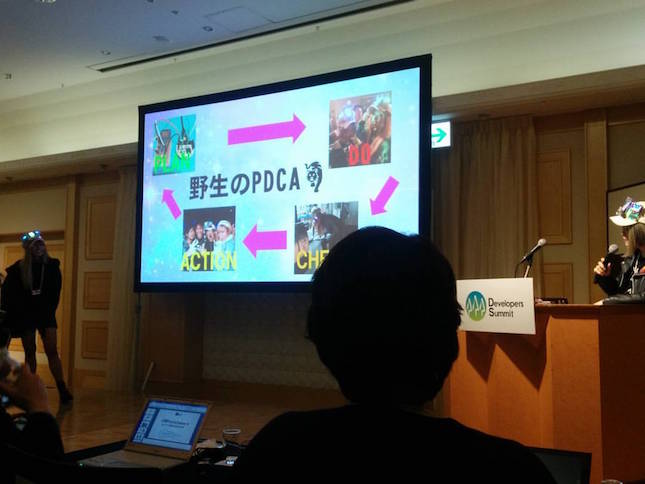 PLAN
DO
野生のPDCA
ACTION
CHE
Developers
Summit